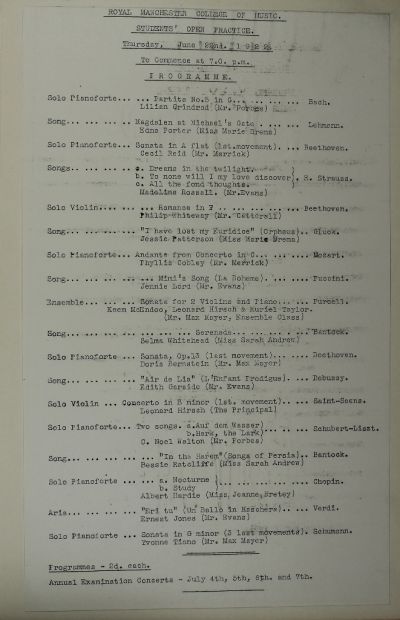 ROYAL MANCHESTER COLLEGE OF MUSIC.
STUDENTS' OPEN PRACTICE.
Thursday, June 22nd. 1922
To Commence at 7.0. p.m.
PROGRAMME.
Solo Pianoforte... ... Partita No.5 in G... ... ... ... Bach.
Lilian Grindrod (Mr. Forbes)
Song... ... ... ... Magdalen at Michael's Gate ... ... Lehmann.
Edna Porter (Miss Marie Brema)
Solo Pianoforte... Sonata in A flat (1st.movement)... ... Beethoven.
Cecil Reid (Mr. Merrick)
Songs... ... ... ... a. Dreams in the twilight.
b. To none will I my love discover R. Strauss.
c. All the fond thoughts.
Madeline Rossall. (Mr.Evans)
Solo Violin... ... ... Romance in F ... ... ... ... Beethoven.
Philip Whiteway (Mr. Catterall)
Song... ... ... "I have lost my Euridice" (Orpheus).. Gluck.
Jessie Patterson (Miss Marie Brema)
Solo Pianoforte... Andante from Concerto in C... ... ... Mozart.
Phyllis Cobley (Mr. Merrick)
Song... ... ... ... Mimi's Song (La Boheme). ... ... Puccini.
Jennie Lord (Mr. Evans)
Ensemble... ... ... Sonata for 2 Violins and Piano... ... Purcell.
McEndoo, Leonard Hirsch & Muriel Taylor.
(Mr. Max Mayer, Ensemble Class)
Song... ... ... ... ... ... Serenade... ... ... ... Bantock.
Selma Whitehead (Miss Sarah Andrew)
Solo Pianoforte ... Sonata, Op.13 (last movement)... ... Beethoven.
Doris Bernstein (Mr. Max Mayer)
Song... ... ... ... "Air de Lia" (L'Enfant Prodigue). ... Debussy.
Edith Garside (Mr. Evans)
Solo Violin ... Concerto in B minor (1st. movement).. ... Saint-Saens.
Leonard Hirsch (The Principal)
Solo Pianoforte... Two songs. a.Auf dem Wasser)
b.Hark, the Lark)... ... Schubert-Liszt.
G. Noel Walton (Mr. Forbes)
Song... ... ... ... "In the Harem"(Songs of Persia).. Bantock.
Bessie Ratcliffe (Miss Sarah Andrew)
Solo Pianoforte ... ... a. Nocturne ... ... ... Chopin.
b. Study
Albert Hardie (Miss Jeanne Bretey)
Aria... ... ... ... "Eri tu" (Un Ballo in Maschera)... ... Verdi.
Ernest Jones (Mr. Evans)
Solo Pianoforte ... Sonata in G minor (3 last movements). Schumann.
Yvonne Tiano (Mr. Max Mayer)
Programmes - 2d. each.
Annual Examination Concerts - July 4th, 5th, 6th. and 7th.